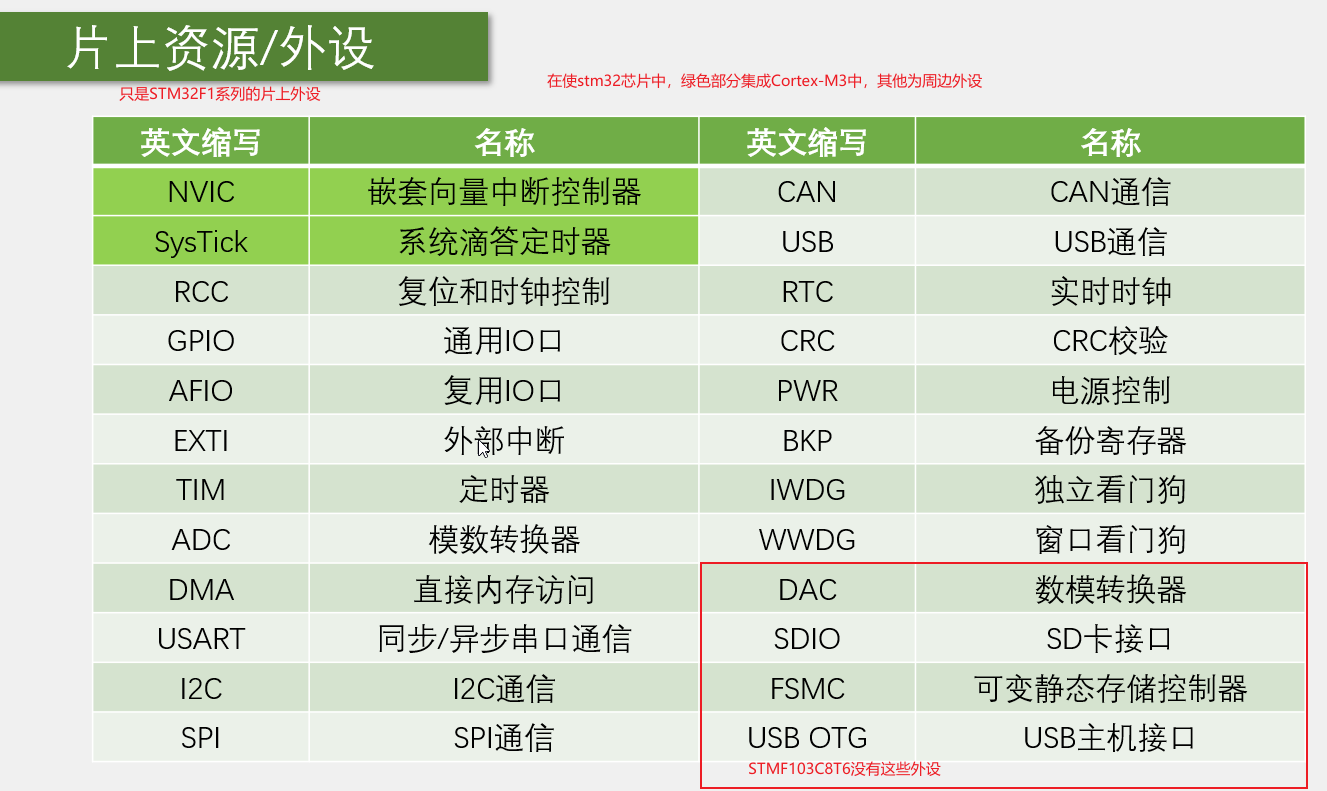 片上资源/外设
只是STM32F1系列的片上外设
在使stm32芯片中，绿色部分集成Cortex-M3中，其他为周边外设
英文缩写 名称 英文缩写 名称
NVIC 嵌套向量中断控制器 CAN CAN通信
SysTick 系统滴答定时器 USB USB通信
RCC 复位和时钟控制 RTC 实时时钟
GPIO 通用IO口 CRC CRC校验
AFIO 复用IO口 PWR 电源控制
EXTI 外部中断 BKP 备份寄存器
TIM 定时器 IWDG 独立看门狗
ADC 模数转换器 WWDG 窗口看门狗
DMA 直接内存访问 DAC 数模转换器
USART 同步/异步串口通信 SDIO SD卡接口
I2C I2C通信 FSMC 可变静态存储控制器
SPI SPI通信 USB OTG USB主机接口
STMF103C8T6没有这些外设